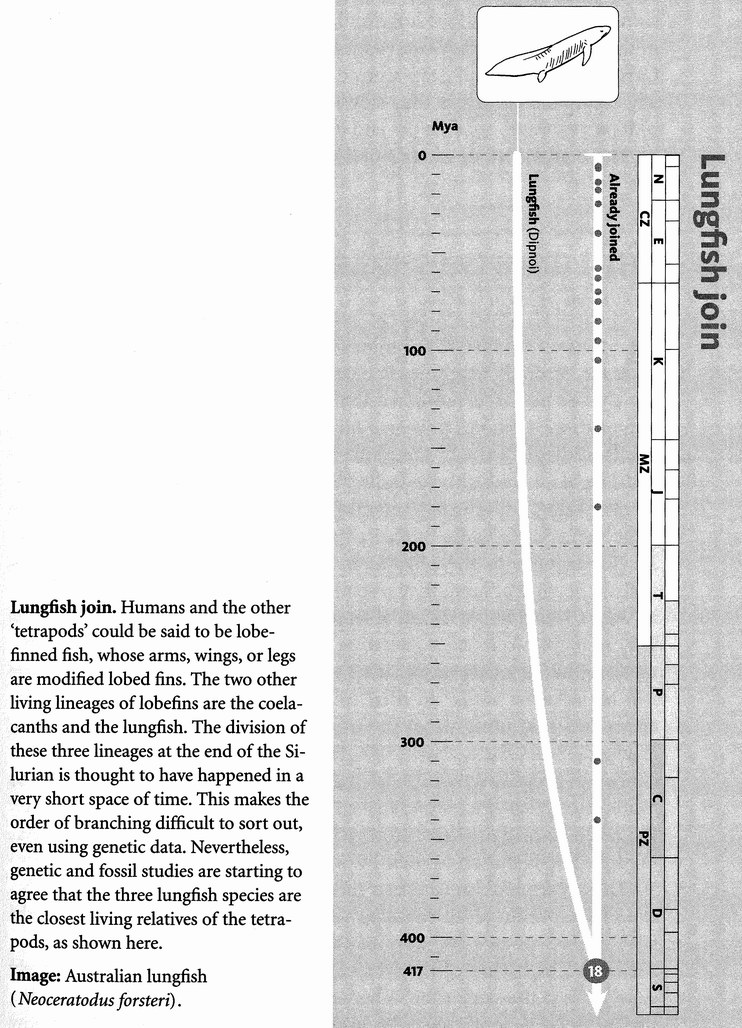 Mya
0
100
200
300
400
417
Lungfish (Dipnoi)
Already joined
18
N
E
K
J
T
P
C
D
S
CZ
MZ
PZ
Lungfish join
Lungfish join. Humans and the other
‘tetrapods’ could be said to be lobe-
finned fish, whose arms, wings, or legs
are modified lobed fins. The two other
living lineages of lobefins are the coela-
canths and the lungfish. The division of
these three lineages at the end of the Si-
lurian is thought to have happened in a
very short space of time. This makes the
order of branching difficult to sort out,
even using genetic data. Nevertheless,
genetic and fossil studies are starting to
agree that the three lungfish species are
the closest living relatives of the tetra-
pods, as shown here.
Image: Australian lungfish
(Neoceratodus forsteri).